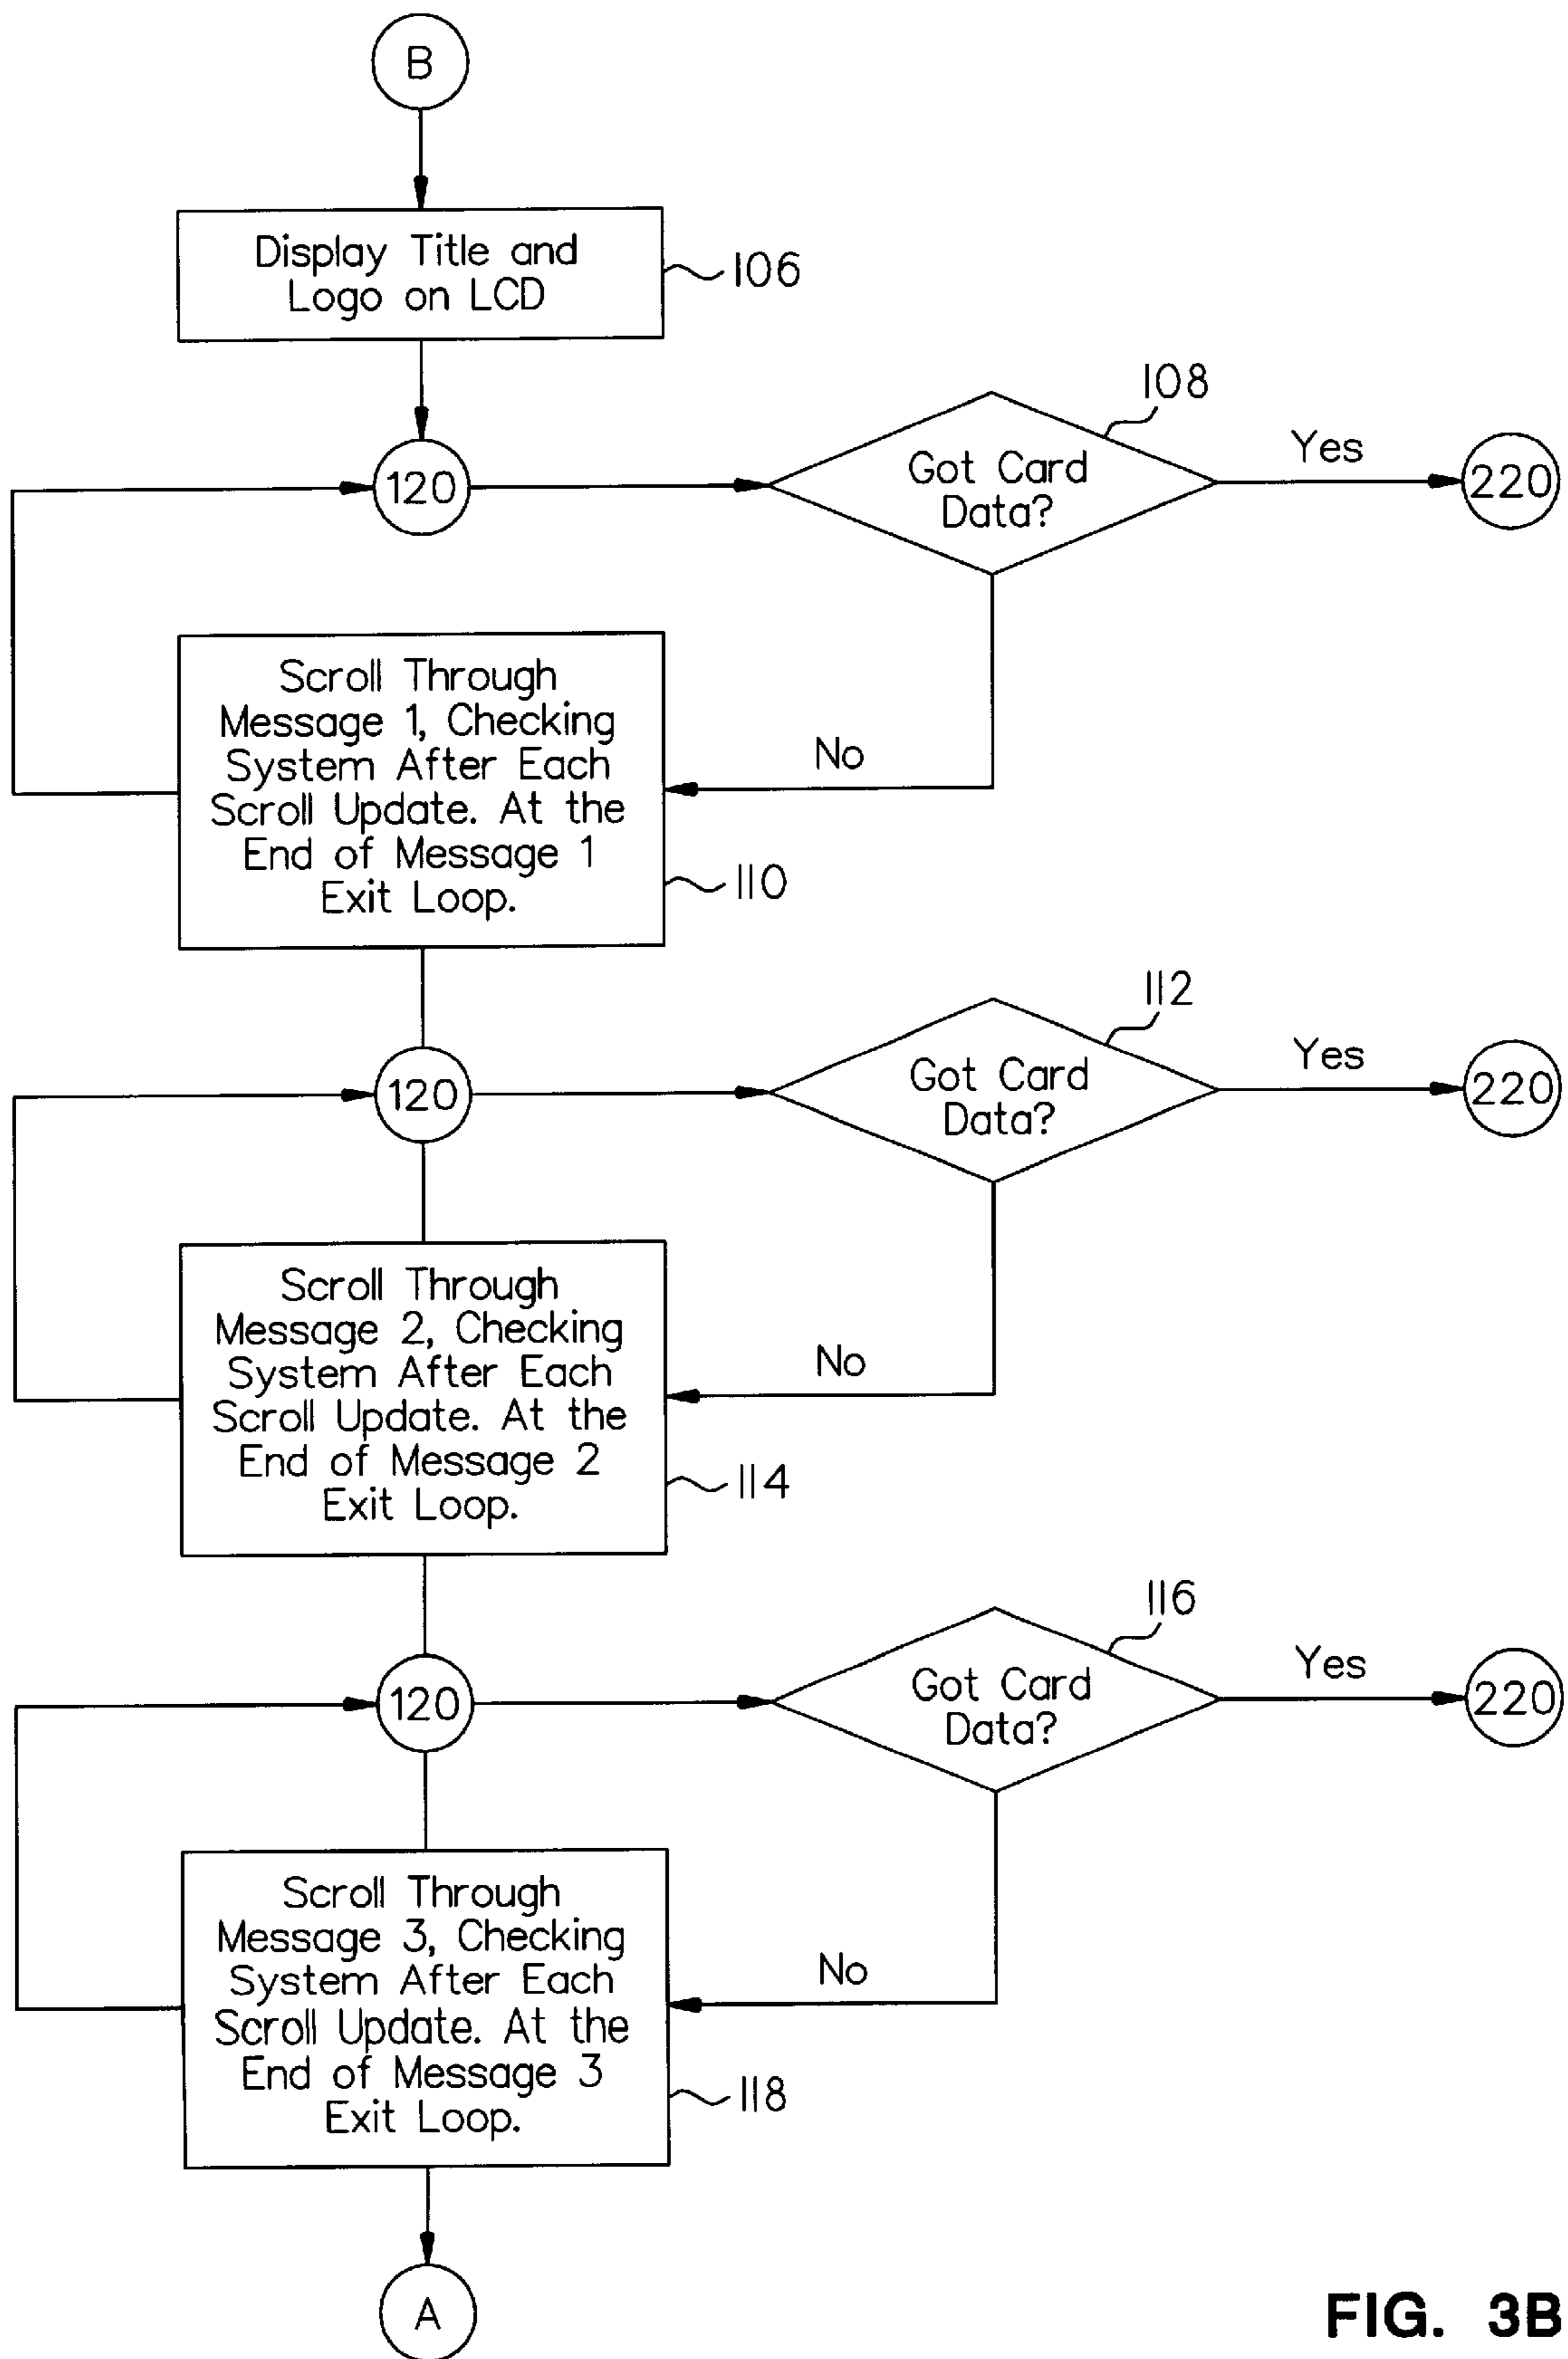 B
Display Title and
Logo on LCD
106
108
120
Got Card
Data?
Yes
220
Scroll Through
Message 1, Checking
System After Each
Scroll Update. At the
End of Message 1
Exit Loop.
No
110
112
120
Got Card
Data?
Yes
220
Scroll Through
Message 2, Checking
System After Each
Scroll Update. At the
End of Message 2
Exit Loop.
No
114
116
120
Got Card
Data?
Yes
220
Scroll Through
Message 3, Checking
System After Each
Scroll Update. At the
End of Message 3
Exit Loop.
No
118
A
FIG. 3B